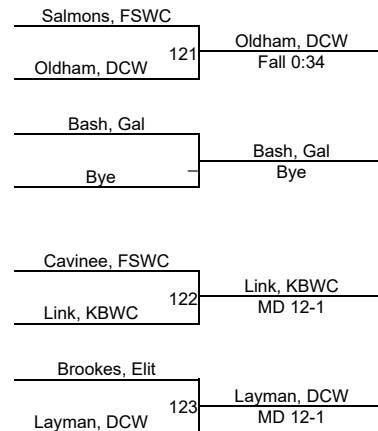 Salmons, FSWC
121
Oldham, DCW
Oldham, DCW
Fall 0:34
Bash, Gal
Bash, Gal
Bye
Bye
Cavinee, FSWC
122
Link, KBWC
Link, KBWC
MD 12-1
Brookes, Elit
123
Layman, DCW
Layman, DCW
MD 12-1